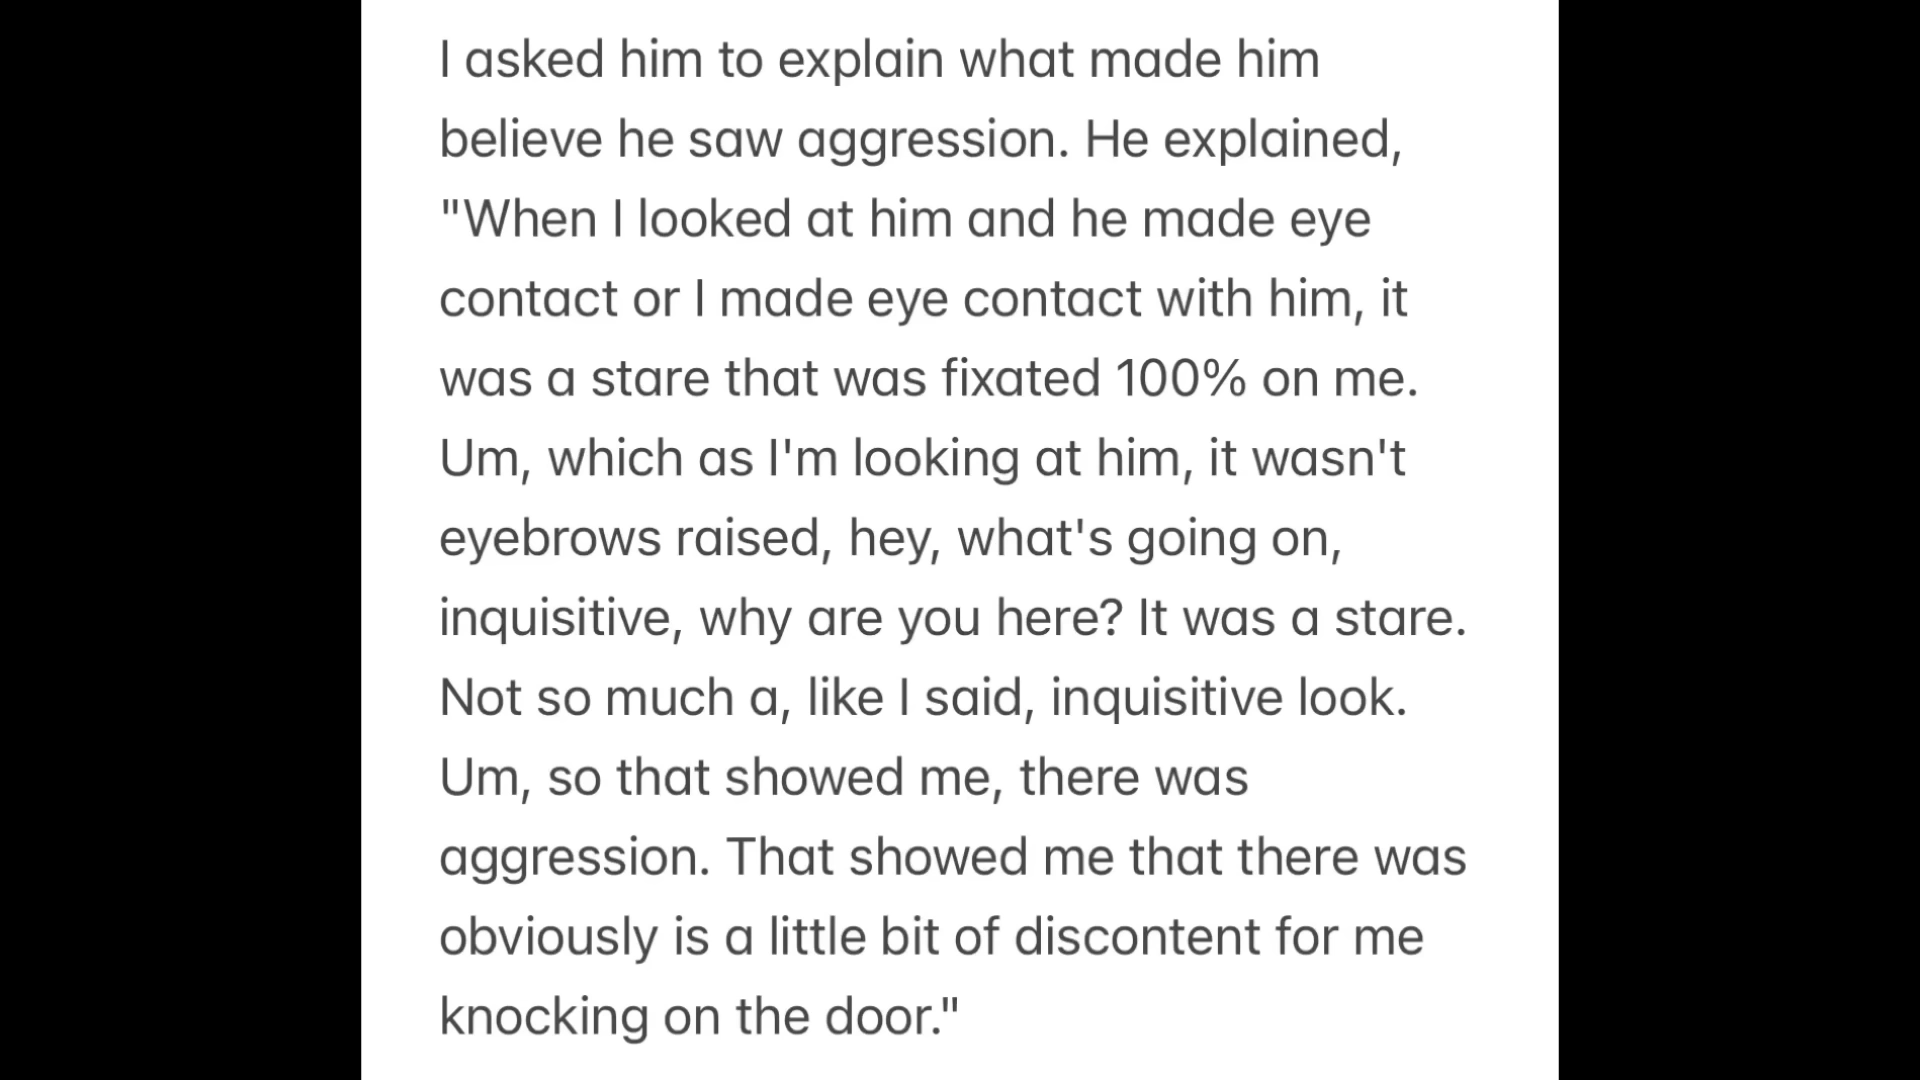 I asked him to explain what made him
believe he saw aggression. He explained,
"When I looked at him and he made eye
contact or I made eye contact with him, it
was a stare that was fixated 100% on me.
Um, which as I'm looking at him, it wasn't
eyebrows raised, hey, what's going on,
inquisitive, why are you here? It was a stare.
Not so much a, like I said, inquisitive look.
Um, so that showed me, there was
aggression. That showed me that there was
obviously is a little bit of discontent for me
knocking on the door."